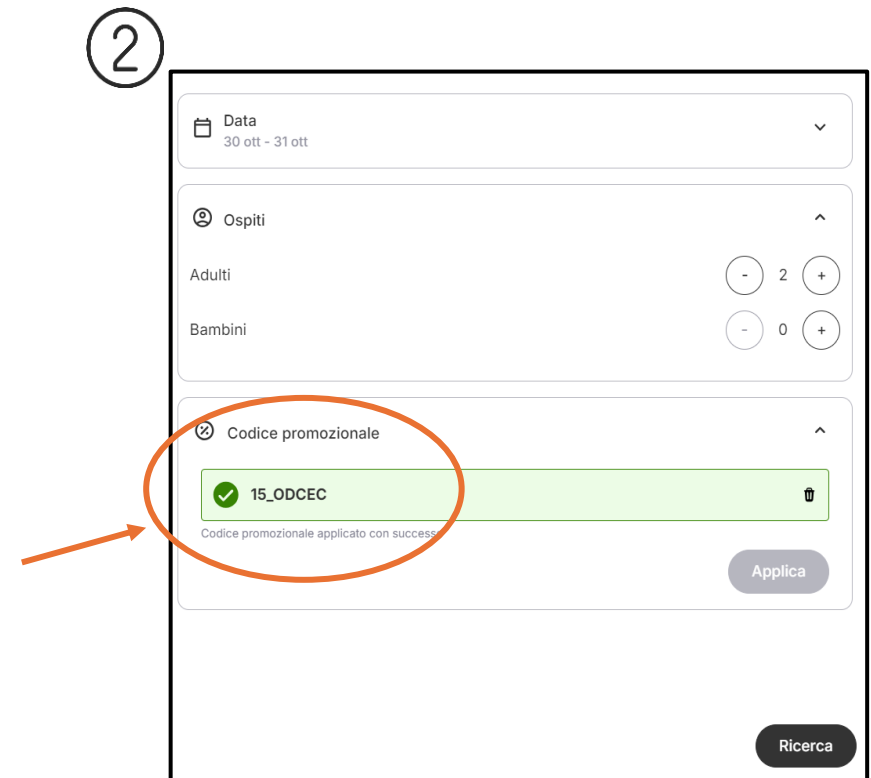 2
Data
30 ott - 31 ott
Ospiti
Adulti
- 2 +
Bambini
- 0 +
Codice promozionale
15_ODCEC
Codice promozionale applicato con successo
Applica
Ricerca